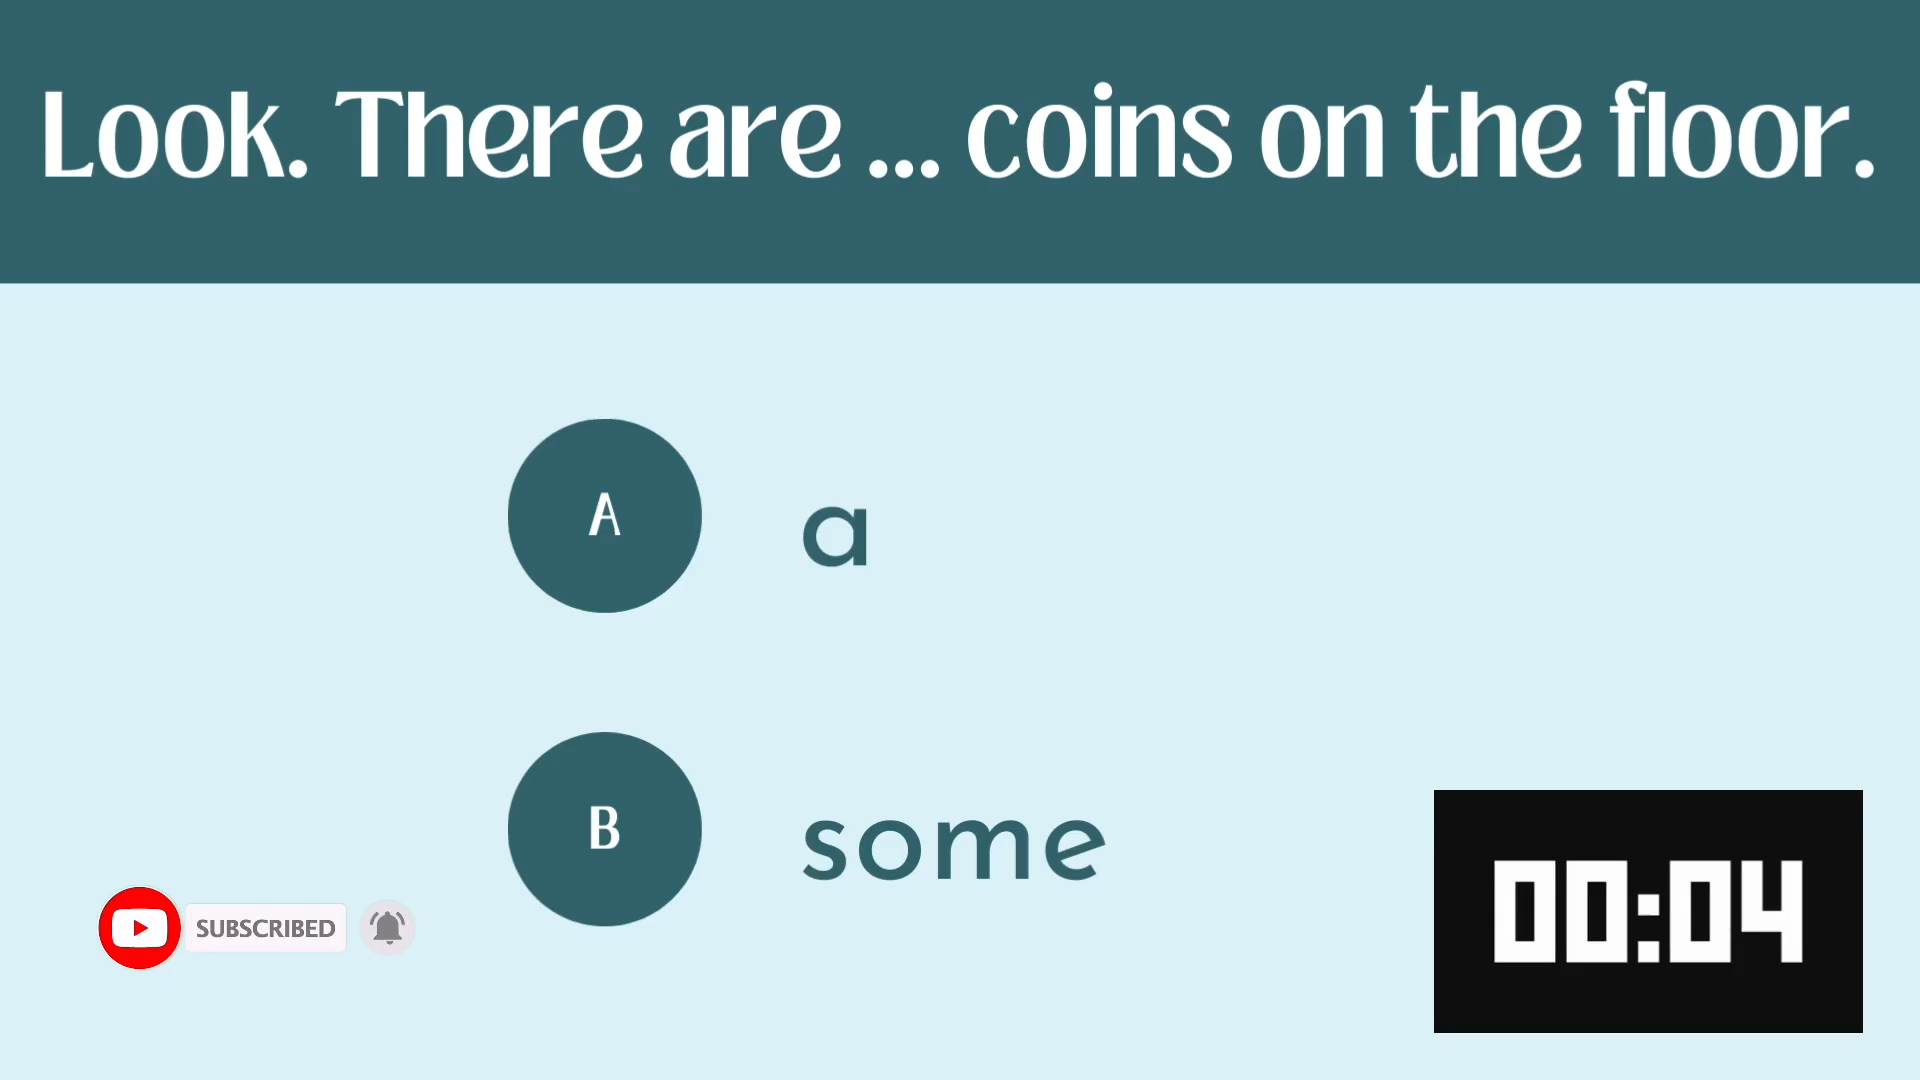 Look. There are ... coins on the floor.
A a
B some
SUBSCRIBED
00:04